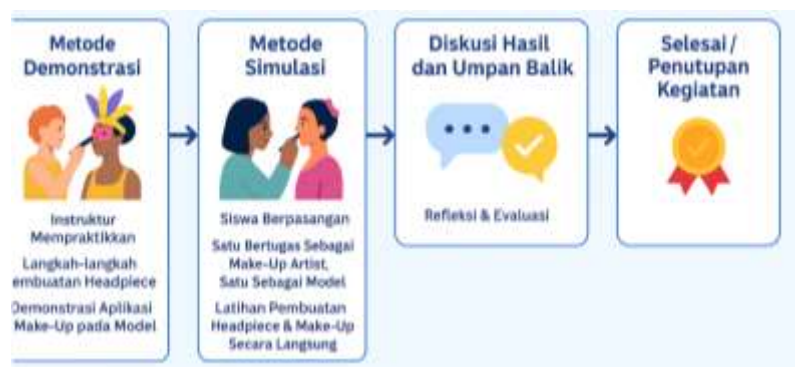 Metode
Demonstrasi
Instruktur
Mempraktikkan
Langkah-langkah
embuatan Headpiece
Demonstrasi Aplikasi
Make-Up pada Model
Metode
Simulasi
Siswa Berpasangan
Satu Bertugas Sebagai
Make-Up Artist,
Satu Sebagai Model
Latihan Pembuatan
Headpiece & Make-Up
Secara Langsung
Diskusi Hasil
dan Umpan Balik
Refleksi & Evaluasi
Selesai /
Penutupan
Kegiatan